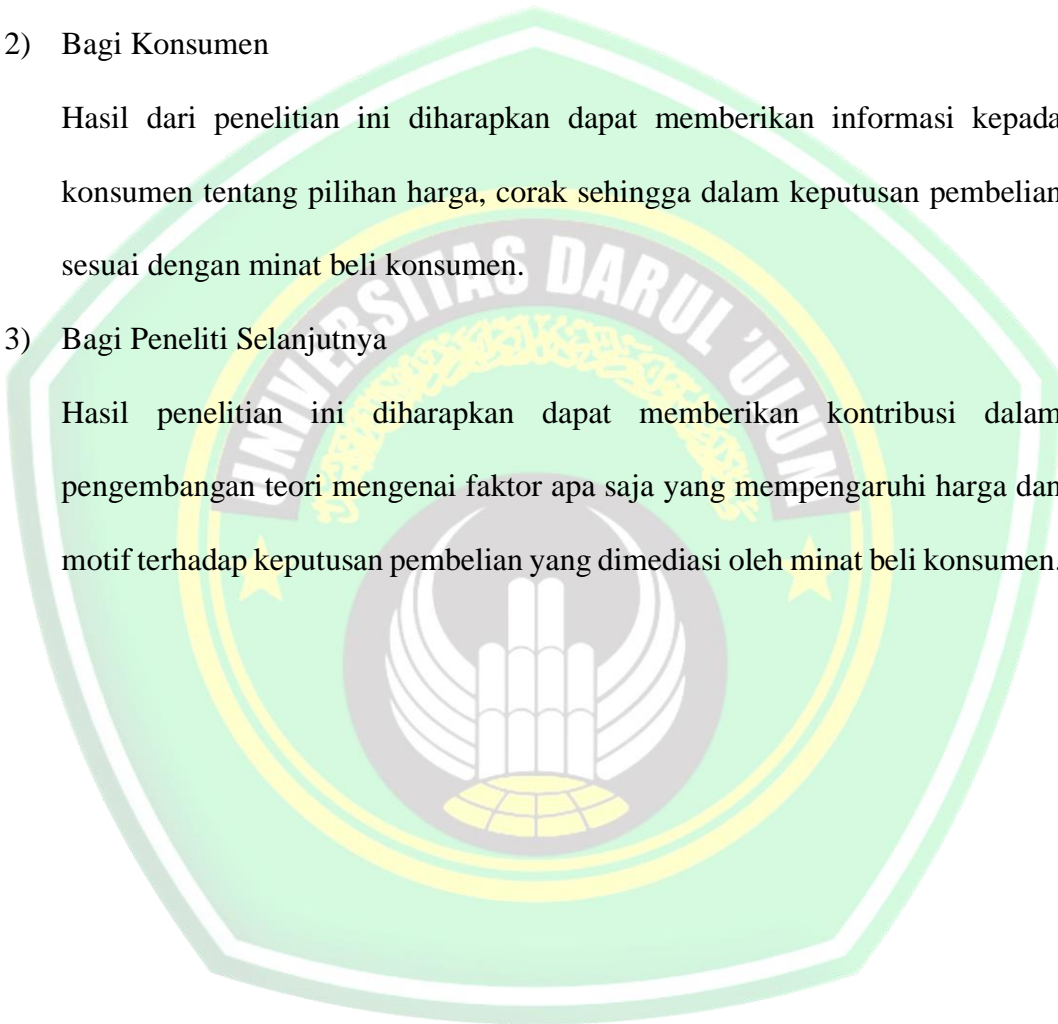 2) Bagi Konsumen
Hasil dari penelitian ini diharapkan dapat memberikan informasi kepada
konsumen tentang pilihan harga, corak sehingga dalam keputusan pembelian
sesuai dengan minat beli konsumen.
3) Bagi Peneliti Selanjutnya
Hasil penelitian ini diharapkan dapat memberikan kontribusi dalam
pengembangan teori mengenai faktor apa saja yang mempengaruhi harga dan
motif terhadap keputusan pembelian yang dimediasi oleh minat beli konsumen.
UNIVERSITAS DARUL 'ULUM